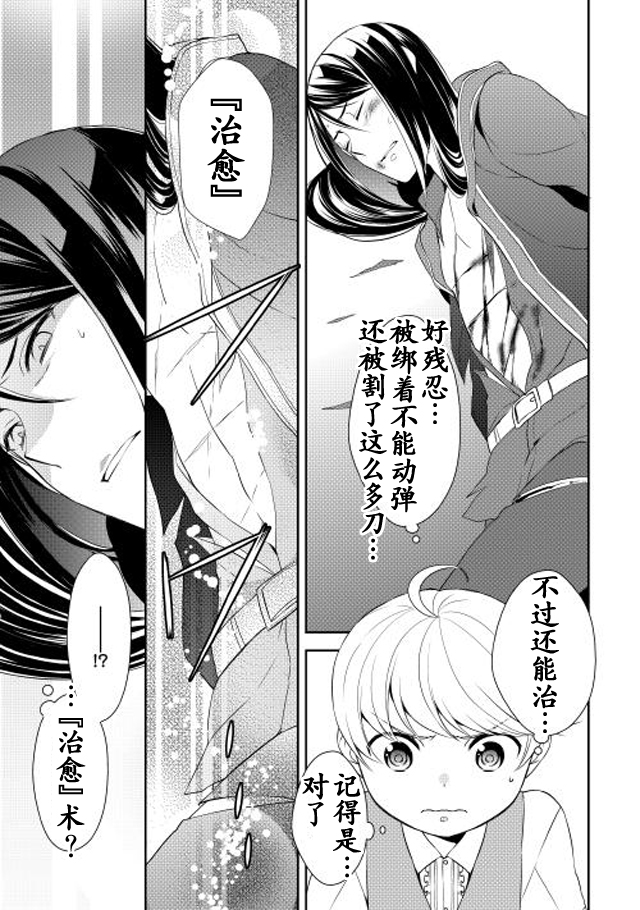 好残忍…
被绑着不能动弹
还被割了这么多刀…
不过还能治…
记得是…
对了
『治愈』
—!?
…『治愈』术?